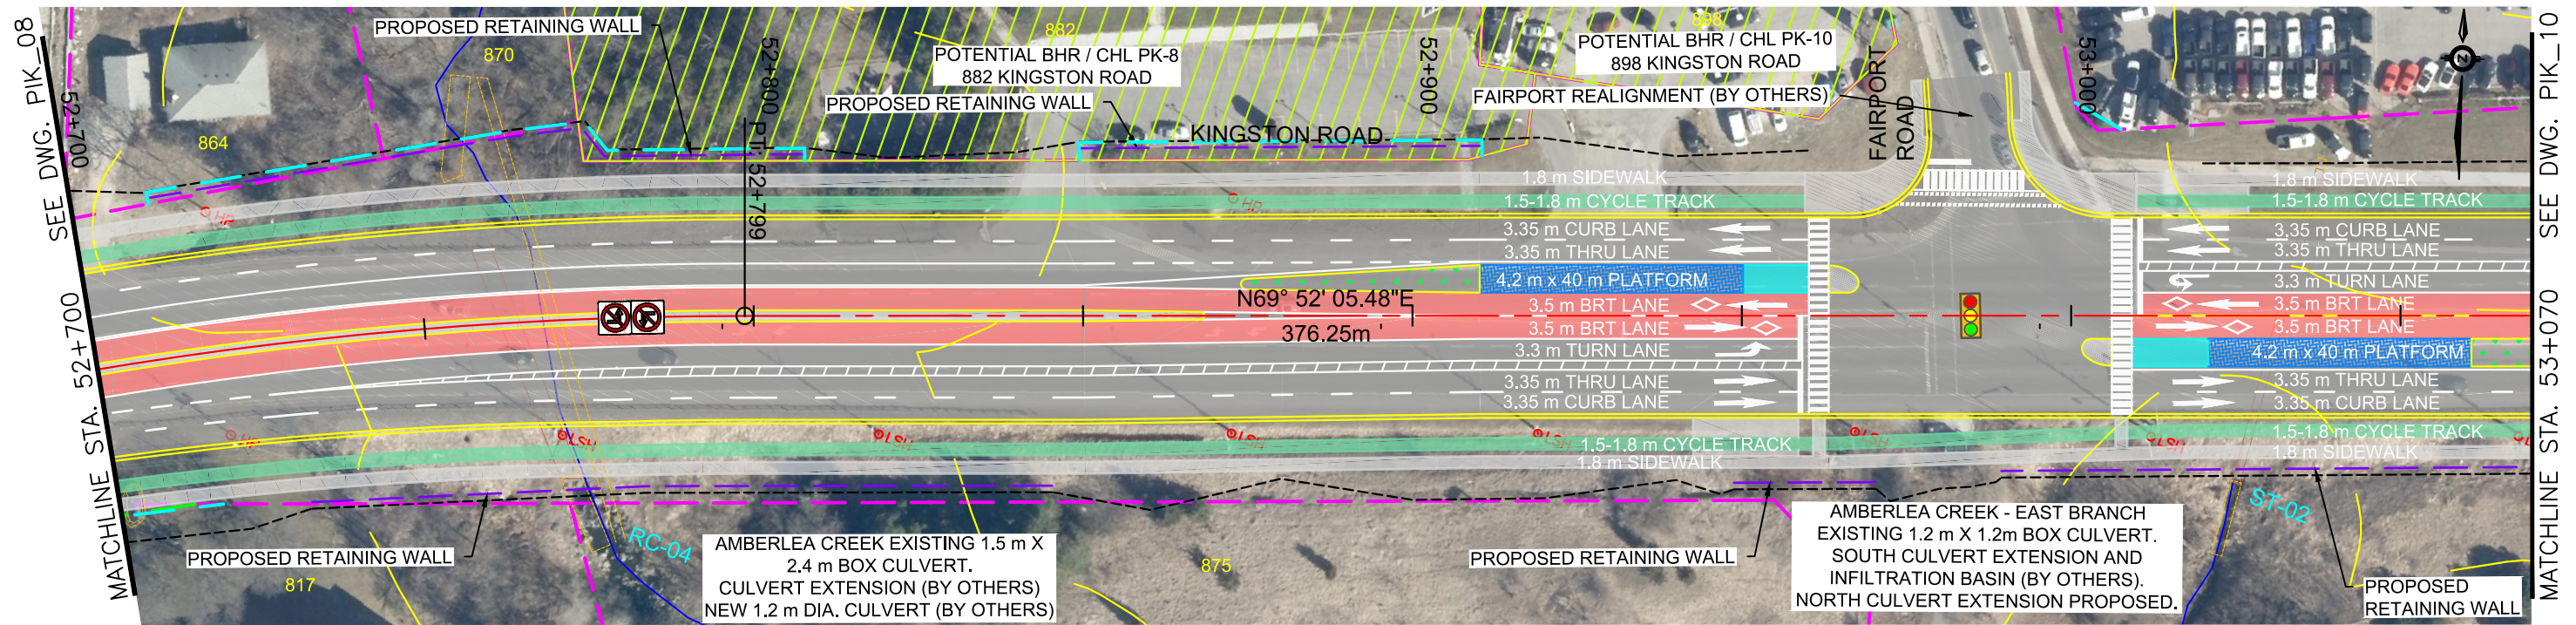 SEE DWG. PIK_08
MATCHLINE STA. 52+700
52+700
PROPOSED RETAINING WALL
870
864
52+800
PT: 52+799
882
POTENTIAL BHR / CHL PK-8
882 KINGSTON ROAD
PROPOSED RETAINING WALL
52+900
KINGSTON ROAD
898
POTENTIAL BHR / CHL PK-10
898 KINGSTON ROAD
FAIRPORT REALIGNMENT (BY OTHERS)
FAIRPORT
ROAD
53+000
N
SEE DWG. PIK_10
MATCHLINE STA. 53+070
HP
HP
1.8 m SIDEWALK
1.5-1.8 m CYCLE TRACK
3.35 m CURB LANE
3.35 m THRU LANE
4.2 m x 40 m PLATFORM
N69° 52' 05.48"E
376.25m
3.5 m BRT LANE
3.5 m BRT LANE
3.3 m TURN LANE
3.35 m THRU LANE
3.35 m CURB LANE
1.5-1.8 m CYCLE TRACK
1.8 m SIDEWALK
1.8 m SIDEWALK
1.5-1.8 m CYCLE TRACK
3.35 m CURB LANE
3.35 m THRU LANE
3.3 m TURN LANE
3.5 m BRT LANE
3.5 m BRT LANE
4.2 m x 40 m PLATFORM
3.35 m THRU LANE
3.35 m CURB LANE
1.5-1.8 m CYCLE TRACK
1.8 m SIDEWALK
HP
LSH
LSH
LSH
LSH
LSH
LSH
PROPOSED RETAINING WALL
817
RC-04
AMBERLEA CREEK EXISTING 1.5 m X
2.4 m BOX CULVERT.
CULVERT EXTENSION (BY OTHERS)
NEW 1.2 m DIA. CULVERT (BY OTHERS)
875
PROPOSED RETAINING WALL
AMBERLEA CREEK - EAST BRANCH
EXISTING 1.2 m X 1.2m BOX CULVERT.
SOUTH CULVERT EXTENSION AND
INFILTRATION BASIN (BY OTHERS).
NORTH CULVERT EXTENSION PROPOSED.
ST-02
PROPOSED
RETAINING WALL